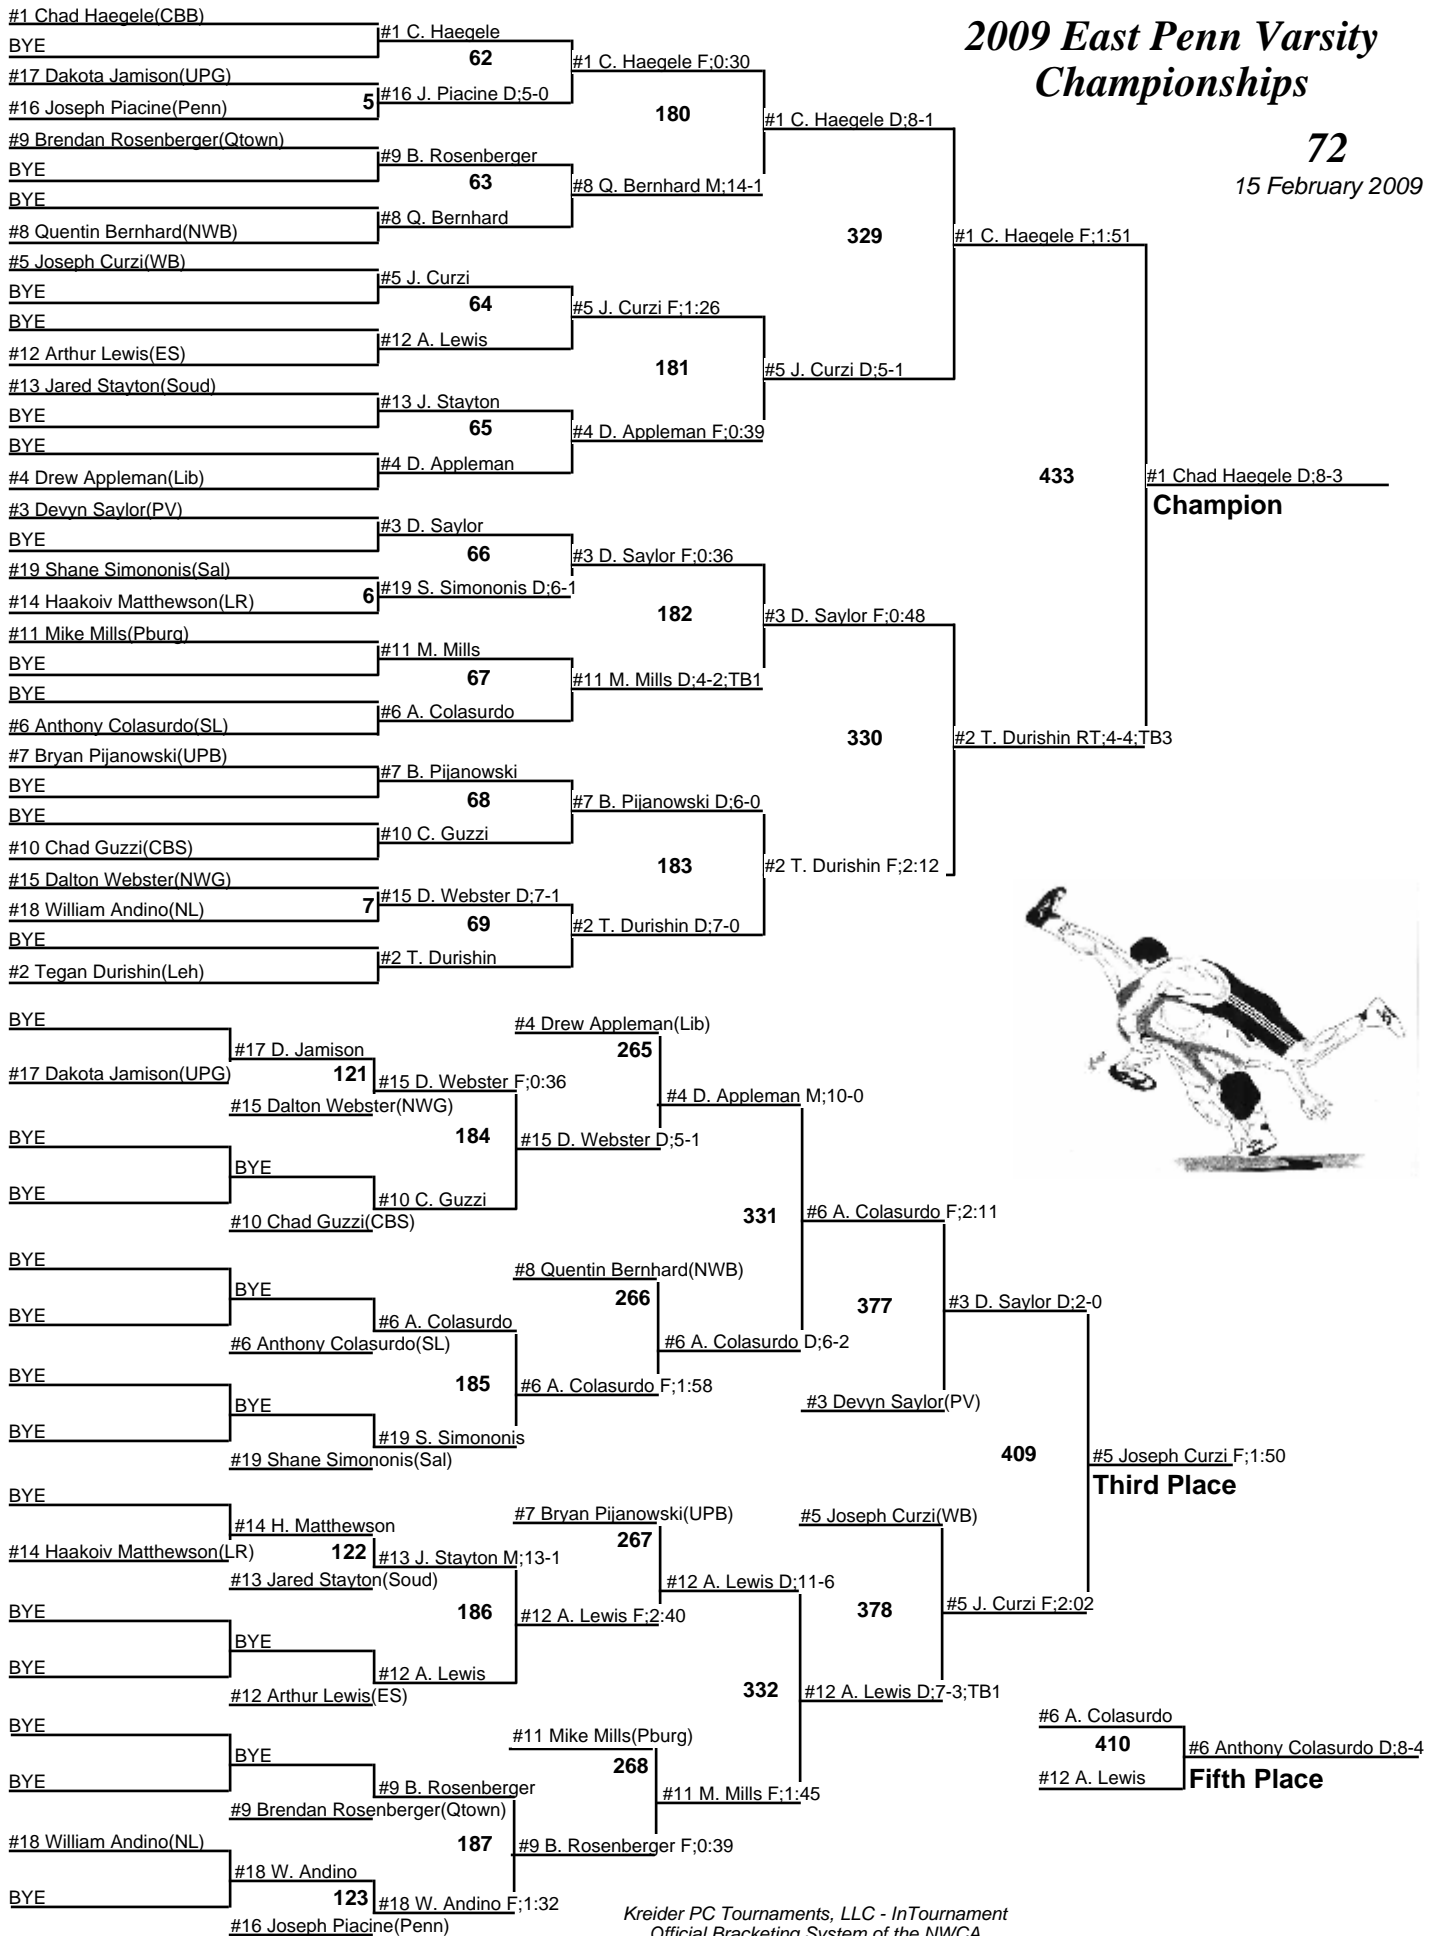 2009 East Penn Varsity
Championships
72
15 February 2009
#1 Chad Haegele(CBB)
BYE
#17 Dakota Jamison(UPG)
#16 Joseph Piacine(Penn)
5
#9 Brendan Rosenberger(Qtown)
BYE
BYE
#8 Quentin Bernhard(NWB)
#5 Joseph Curzi(WB)
BYE
BYE
#12 Arthur Lewis(ES)
#13 Jared Stayton(Soud)
BYE
BYE
#4 Drew Appleman(Lib)
#3 Devyn Saylor(PV)
BYE
#19 Shane Simononis(Sal)
#14 Haakoiv Matthewson(LR)
6
#11 Mike Mills(Pburg)
BYE
BYE
#6 Anthony Colasurdo(SL)
#7 Bryan Pijanowski(UPB)
BYE
BYE
#10 Chad Guzzi(CBS)
#15 Dalton Webster(NWG)
#18 William Andino(NL)
7
BYE
#2 Tegan Durishin(Leh)
#1 C. Haegele
62
#16 J. Piacine D;5-0
#9 B. Rosenberger
63
#8 Q. Bernhard
#5 J. Curzi
64
#12 A. Lewis
#13 J. Stayton
65
#4 D. Appleman
#3 D. Saylor
66
#19 S. Simononis D;6-1
#11 M. Mills
67
#6 A. Colasurdo
#7 B. Pijanowski
68
#10 C. Guzzi
#15 D. Webster D;7-1
69
#2 T. Durishin
#1 C. Haegele F;0:30
180
#8 Q. Bernhard M;14-1
#5 J. Curzi F;1:26
181
#4 D. Appleman F;0:39
#3 D. Saylor F;0:36
182
#11 M. Mills D;4-2;TB1
#7 B. Pijanowski D;6-0
183
#2 T. Durishin D;7-0
#1 C. Haegele D;8-1
329
#5 J. Curzi D;5-1
#3 D. Saylor F;0:48
330
#2 T. Durishin F;2:12
#1 C. Haegele F;1:51
433
#2 T. Durishin RT;4-4;TB3
#1 Chad Haegele D;8-3
Champion
BYE
#17 Dakota Jamison(UPG)
BYE
BYE
BYE
BYE
BYE
BYE
BYE
#14 Haakoiv Matthewson(LR)
BYE
BYE
BYE
BYE
#18 William Andino(NL)
BYE
#17 D. Jamison
121
#15 Dalton Webster(NWG)
BYE
#10 Chad Guzzi(CBS)
BYE
#6 Anthony Colasurdo(SL)
BYE
#19 Shane Simononis(Sal)
#14 H. Matthewson
122
#13 Jared Stayton(Soud)
BYE
#12 Arthur Lewis(ES)
BYE
#9 Brendan Rosenberger(Qtown)
#18 W. Andino
123
#16 Joseph Piacine(Penn)
#15 D. Webster F;0:36
184
#10 C. Guzzi
#6 A. Colasurdo
185
#19 S. Simononis
#13 J. Stayton M;13-1
186
#12 A. Lewis
#9 B. Rosenberger
187
#18 W. Andino F;1:32
#4 Drew Appleman(Lib)
265
#15 D. Webster D;5-1
#8 Quentin Bernhard(NWB)
266
#6 A. Colasurdo F;1:58
#7 Bryan Pijanowski(UPB)
267
#12 A. Lewis F;2:40
#11 Mike Mills(Pburg)
268
#9 B. Rosenberger F;0:39
#4 D. Appleman M;10-0
331
#6 A. Colasurdo D;6-2
#12 A. Lewis D;11-6
332
#11 M. Mills F;1:45
#6 A. Colasurdo F;2:11
377
#3 Devyn Saylor(PV)
#5 Joseph Curzi(WB)
378
#12 A. Lewis D;7-3;TB1
#3 D. Saylor D;2-0
409
#5 J. Curzi F;2:02
#5 Joseph Curzi F;1:50
Third Place
#6 A. Colasurdo
410
#12 A. Lewis
#6 Anthony Colasurdo D;8-4
Fifth Place
Kreider PC Tournaments, LLC - InTournament
Official Bracketing System of the NWCA